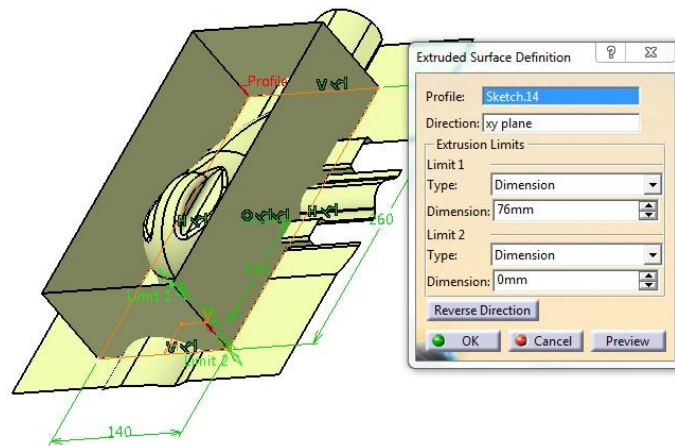 Extruded Surface Definition
Profile: Sketch.14
Direction: xy plane
Extrusion Limits
Limit 1
Type: Dimension
Dimension: 76mm
Limit 2
Type: Dimension
Dimension: 0mm
Reverse Direction
OK Cancel Preview
Profile
V
H
O
H
260
Limit 1
V
Limit 2
140